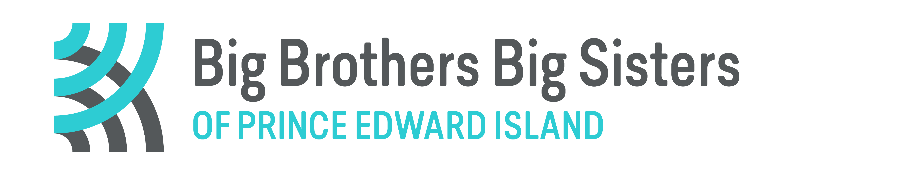 Big Brothers Big Sisters
OF PRINCE EDWARD ISLAND